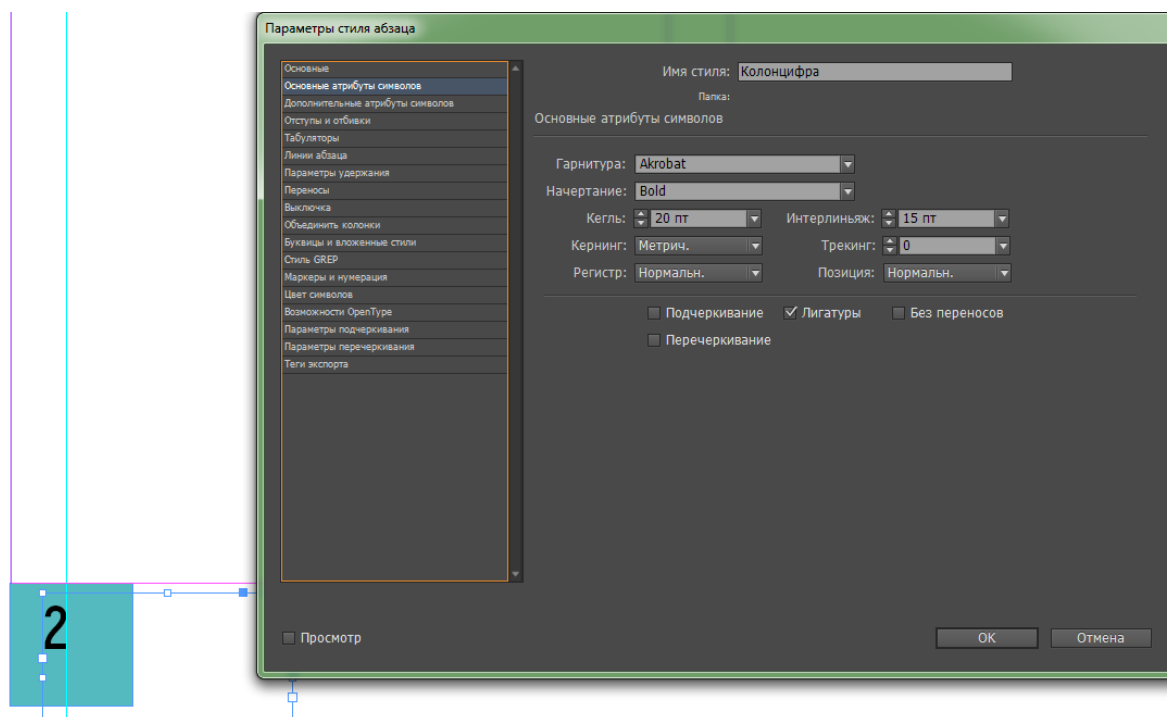 Параметры стиля абзаца
Основные
Основные атрибуты символов
Дополнительные атрибуты символов
Отступы и отбивки
Табуляторы
Линии абзаца
Параметры удержания
Переносы
Выключка
Объединить колонки
Буквицы и вложенные стили
Стиль GREP
Маркеры и нумерация
Цвет символов
Возможности OpenType
Параметры подчеркивания
Параметры перечеркивания
Теги экспорта
Имя стиля: Колонцифра
Папка:
Основные атрибуты символов
Гарнитура: Akrobat
Начертание: Bold
Кегль: 20 пт Интерлиньяж: 15 пт
Кернинг: Метрич. Трекинг: 0
Регистр: Нормальн. Позиция: Нормальн.
Подчеркивание Лигатуры Без переносов
Перечеркивание
2
Просмотр ОК Отмена